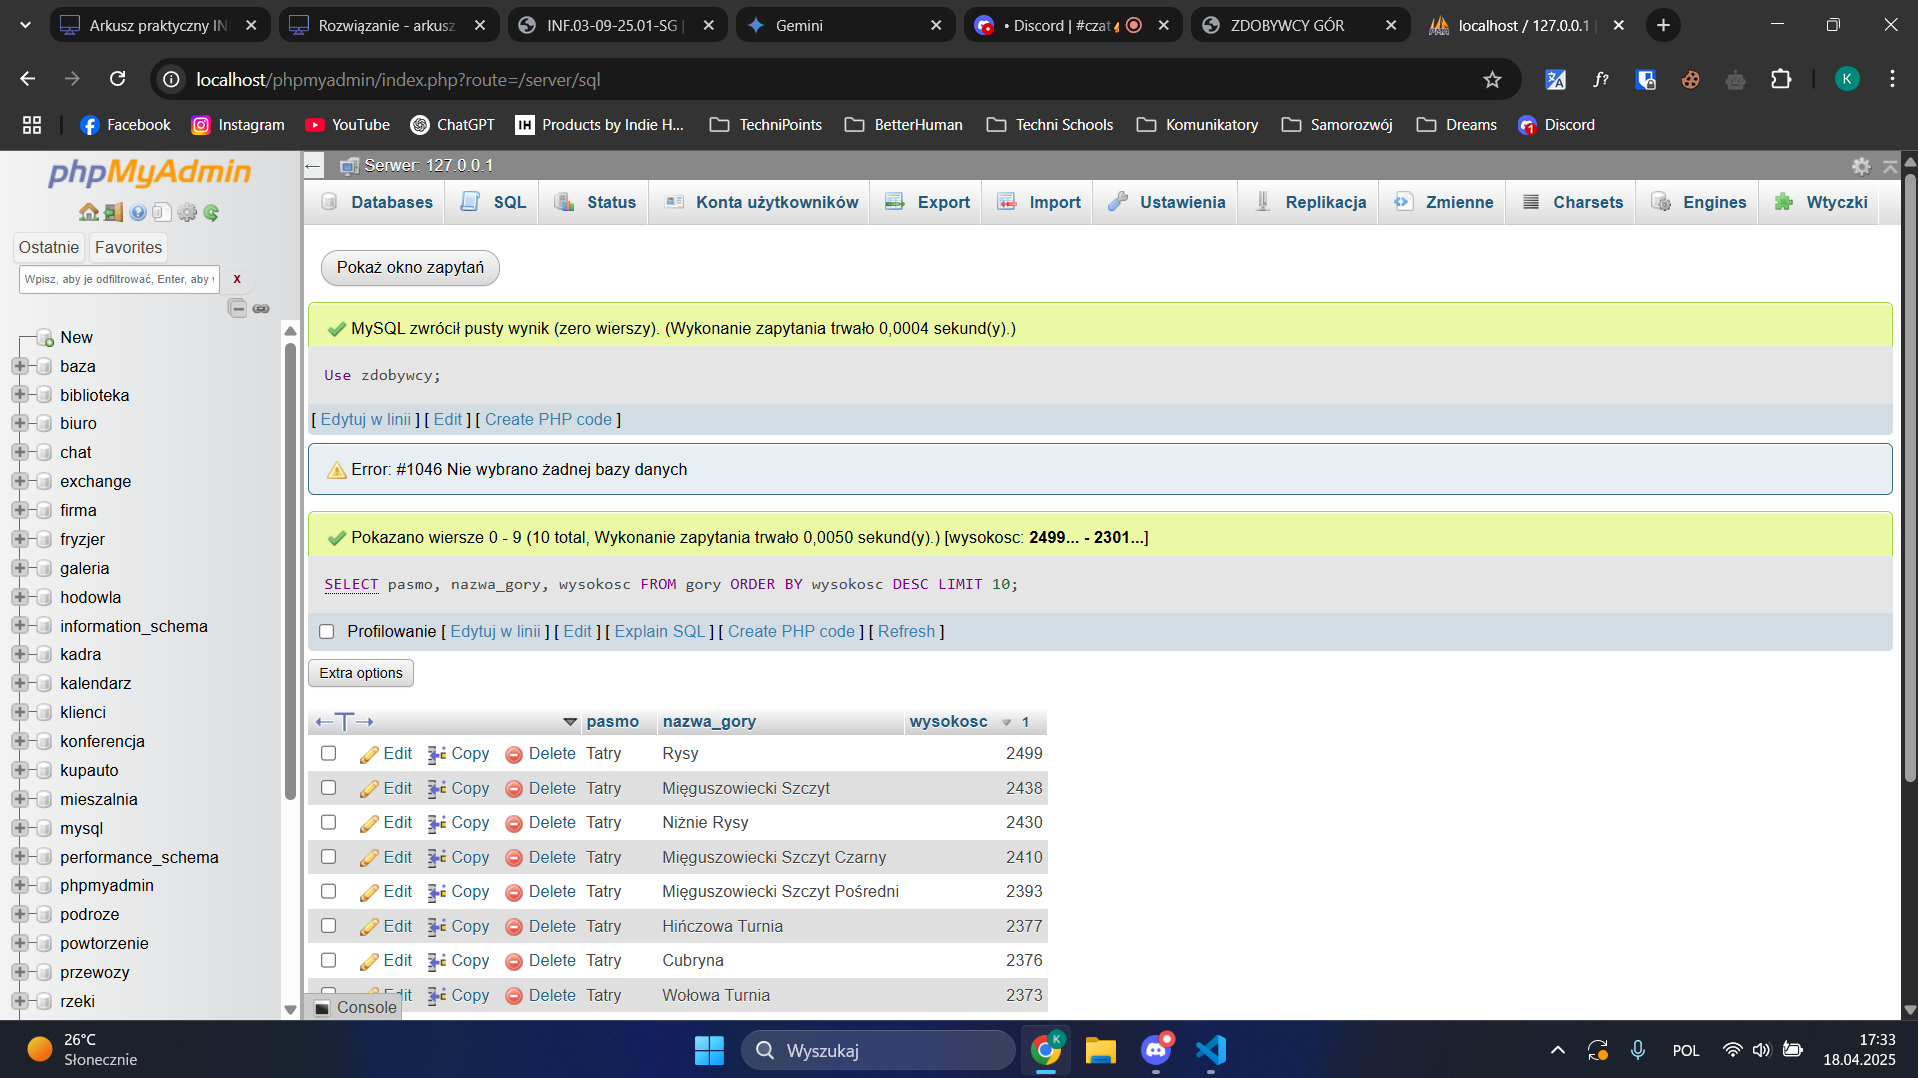 Arkusz praktyczny IN
Rozwiązanie - arkusz
INF.03-09-25.01-SG |
Gemini
• Discord | #czat
ZDOBYWCY GÓR
localhost / 127.0.0.1 |
localhost/phpmyadmin/index.php?route=/server/sql
f?
K
Facebook
Instagram
YouTube
ChatGPT
IH Products by Indie H...
TechniPoints
BetterHuman
Techni Schools
Komunikatory
Samorozwój
Dreams
1 Discord
phpMyAdmin
Ostatnie
Favorites
Wpisz, aby je odfiltrować, Enter, aby
x
New
baza
biblioteka
biuro
chat
exchange
firma
fryzjer
galeria
hodowla
information_schema
kadra
kalendarz
klienci
konferencja
kupauto
mieszalnia
mysql
performance_schema
phpmyadmin
podroze
powtorzenie
przewozy
rzeki
Serwer: 127.0.0.1
Databases
SQL
Status
Konta użytkowników
Export
Import
Ustawienia
Replikacja
Zmienne
Charsets
Engines
Wtyczki
Pokaż okno zapytań
MySQL zwrócił pusty wynik (zero wierszy). (Wykonanie zapytania trwało 0,0004 sekund(y).)
Use zdobywcy;
[ Edytuj w linii ] [ Edit ] [ Create PHP code ]
Error: #1046 Nie wybrano żadnej bazy danych
Pokazano wiersze 0 - 9 (10 total, Wykonanie zapytania trwało 0,0050 sekund(y).) [wysokosc: 2499... - 2301...]
SELECT pasmo, nazwa_gory, wysokosc FROM gory ORDER BY wysokosc DESC LIMIT 10;
Profilowanie [ Edytuj w linii ] [ Edit ] [ Explain SQL ] [ Create PHP code ] [ Refresh ]
Extra options
←T→ pasmo nazwa_gory wysokosc 1
Edit Copy Delete Tatry Rysy 2499
Edit Copy Delete Tatry Mięguszowiecki Szczyt 2438
Edit Copy Delete Tatry Niżnie Rysy 2430
Edit Copy Delete Tatry Mięguszowiecki Szczyt Czarny 2410
Edit Copy Delete Tatry Mięguszowiecki Szczyt Pośredni 2393
Edit Copy Delete Tatry Hińczowa Turnia 2377
Edit Copy Delete Tatry Cubryna 2376
Edit Copy Delete Tatry Wołowa Turnia 2373
Console
26°C
Słonecznie
Wyszukaj
K
POL
17:33
18.04.2025